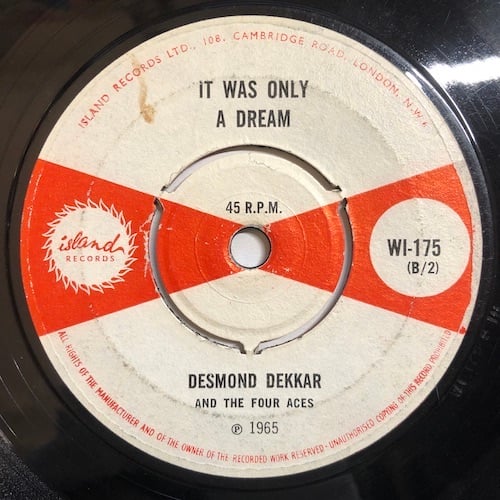 ISLAND RECORDS LTD., 108, CAMBRIDGE ROAD, LONDON, N.W.6
IT WAS ONLY
A DREAM
45 R.P.M.
island
RECORDS
WI-175
(B/2)
DESMOND DEKKAR
AND THE FOUR ACES
℗ 1965
ALL RIGHTS OF THE MANUFACTURER AND OF THE OWNER OF THE RECORDED WORK RESERVED - UNAUTHORISED COPYING OF THIS RECORD PROHIBITED